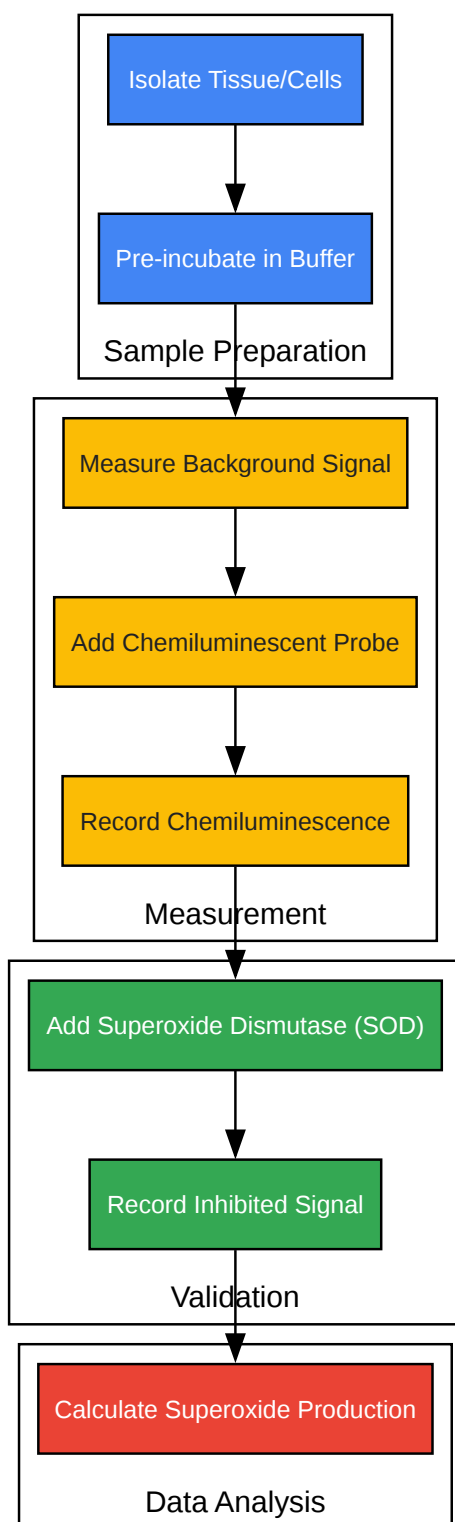 Isolate Tissue/Cells
Pre-incubate in Buffer
Sample Preparation
Measure Background Signal
Add Chemiluminescent Probe
Record Chemiluminescence
Measurement
Add Superoxide Dismutase (SOD)
Record Inhibited Signal
Validation
Calculate Superoxide Production
Data Analysis